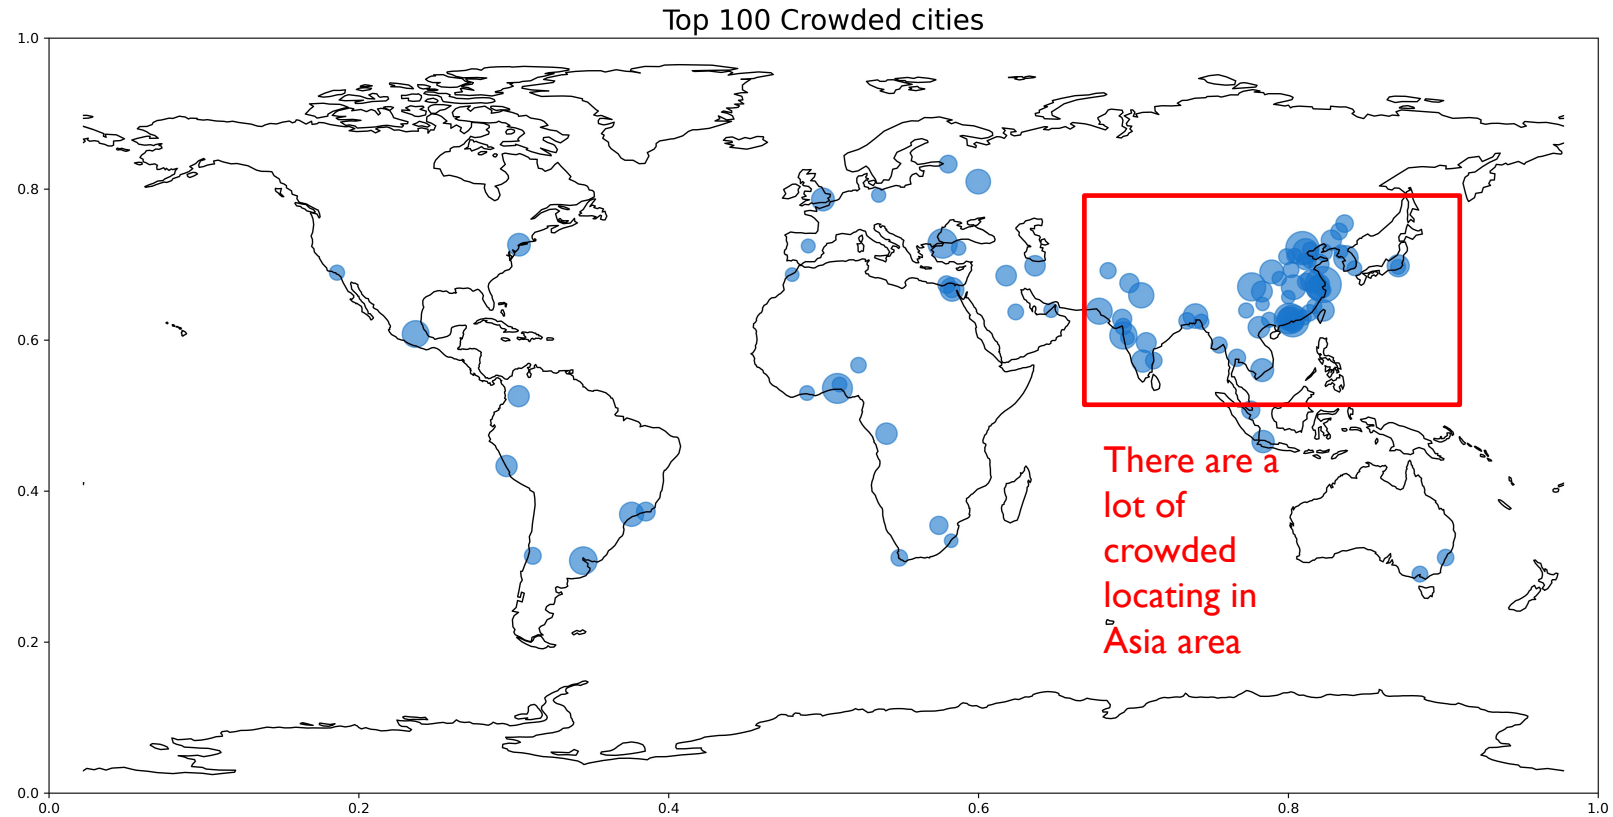 Top 100 Crowded cities
1.0
0.8
0.6
0.4
0.2
0.0
0.0 0.2 0.4 0.6 0.8 1.0
There are a
lot of
crowded
locating in
Asia area